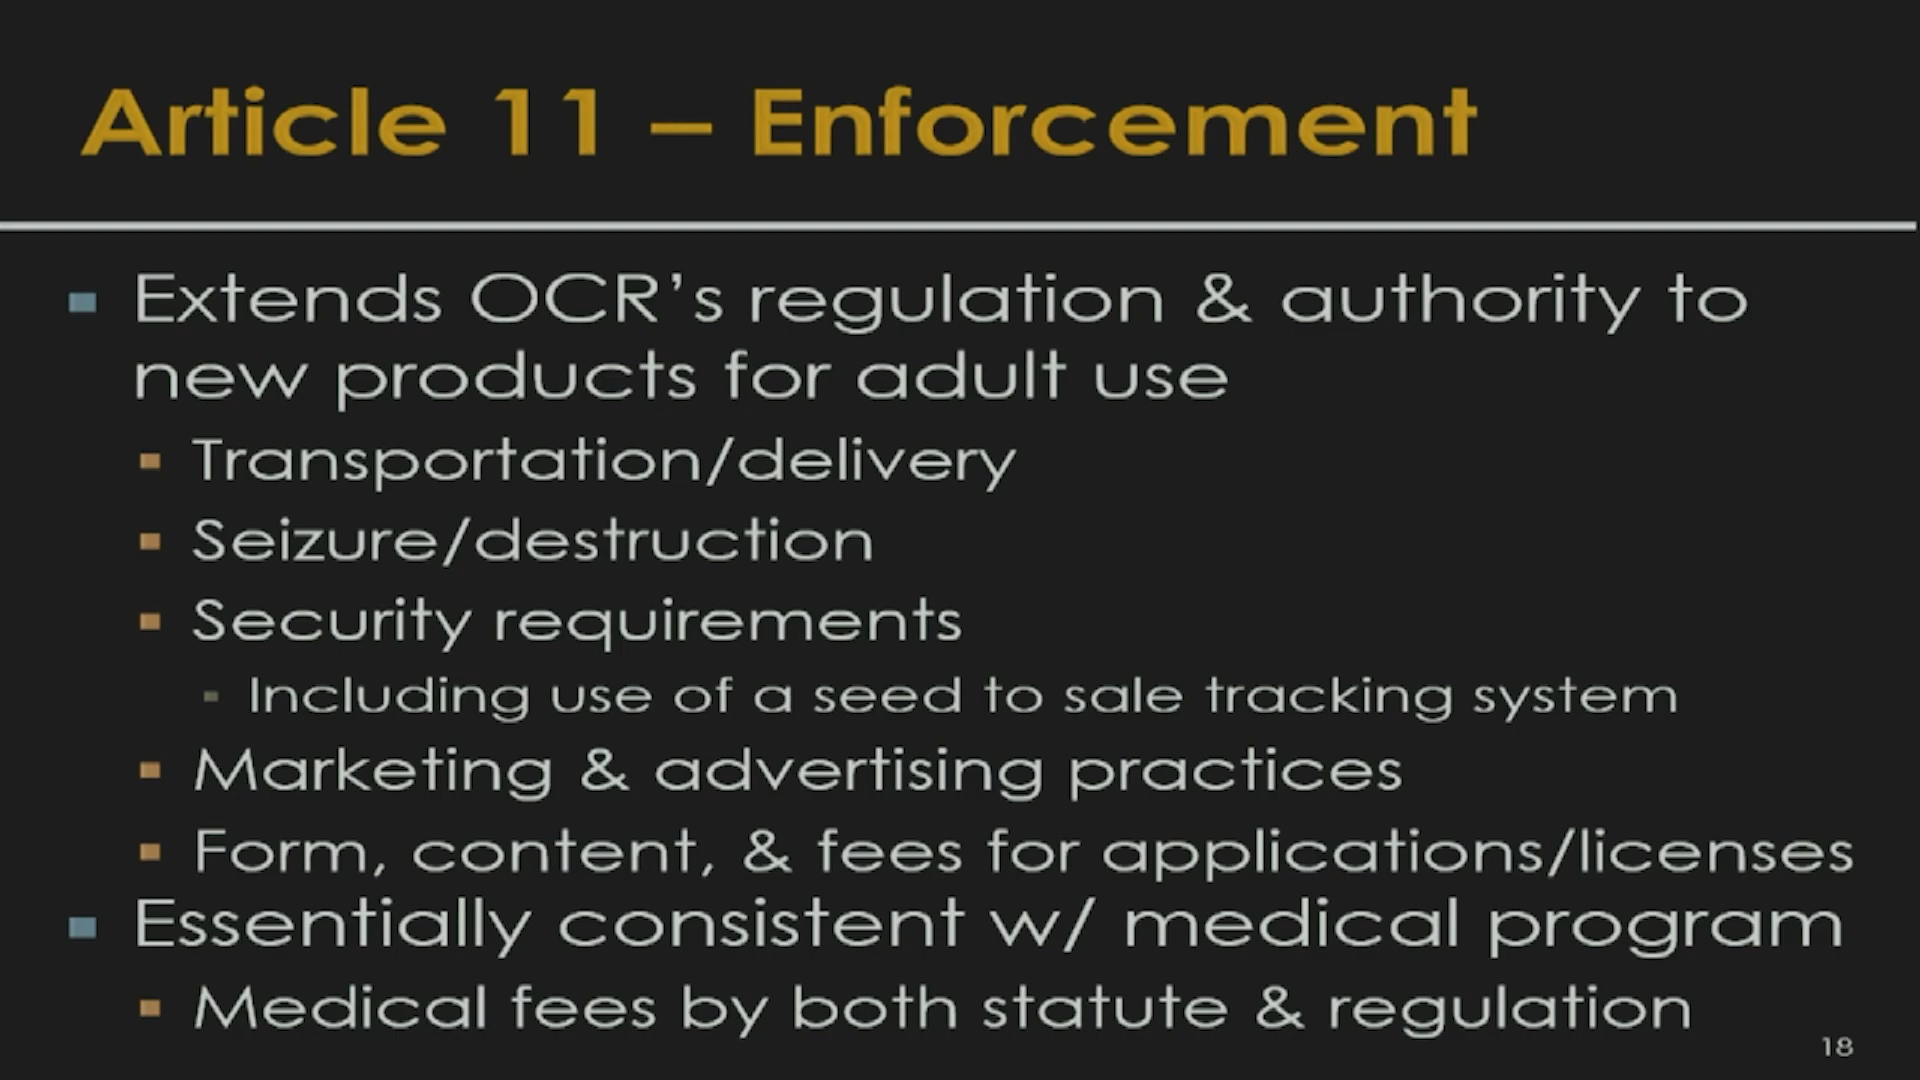 Article 11 – Enforcement
Extends OCR’s regulation & authority to
new products for adult use
Transportation/delivery
Seizure/destruction
Security requirements
Including use of a seed to sale tracking system
Marketing & advertising practices
Form, content, & fees for applications/licenses
Essentially consistent w/ medical program
Medical fees by both statute & regulation
18